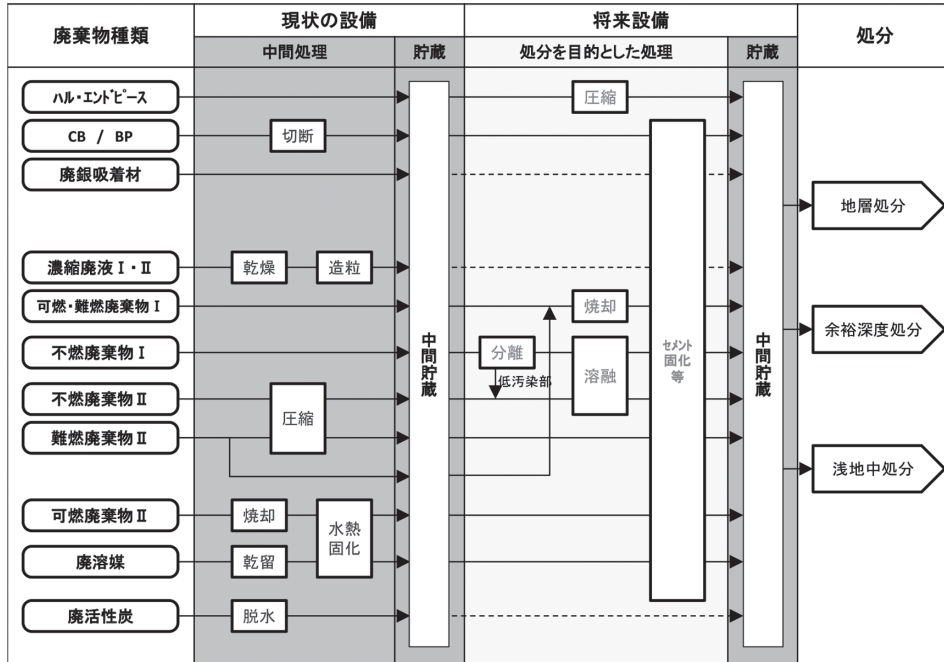 廃棄物種類
現状の設備
将来設備
処分
中間処理
貯蔵
処分を目的とした処理
貯蔵
ハル・エンドピース
圧縮
CB / BP
切断
廃銀吸着材
地層処分
濃縮廃液Ⅰ・Ⅱ
乾燥
造粒
可燃・難燃廃棄物Ⅰ
焼却
余裕深度処分
不燃廃棄物Ⅰ
分離
溶融
低汚染部
中間貯蔵
セメント
固化
等
中間貯蔵
不燃廃棄物Ⅱ
圧縮
難燃廃棄物Ⅱ
浅地中処分
可燃廃棄物Ⅱ
焼却
水熱
固化
廃溶媒
乾留
廃活性炭
脱水